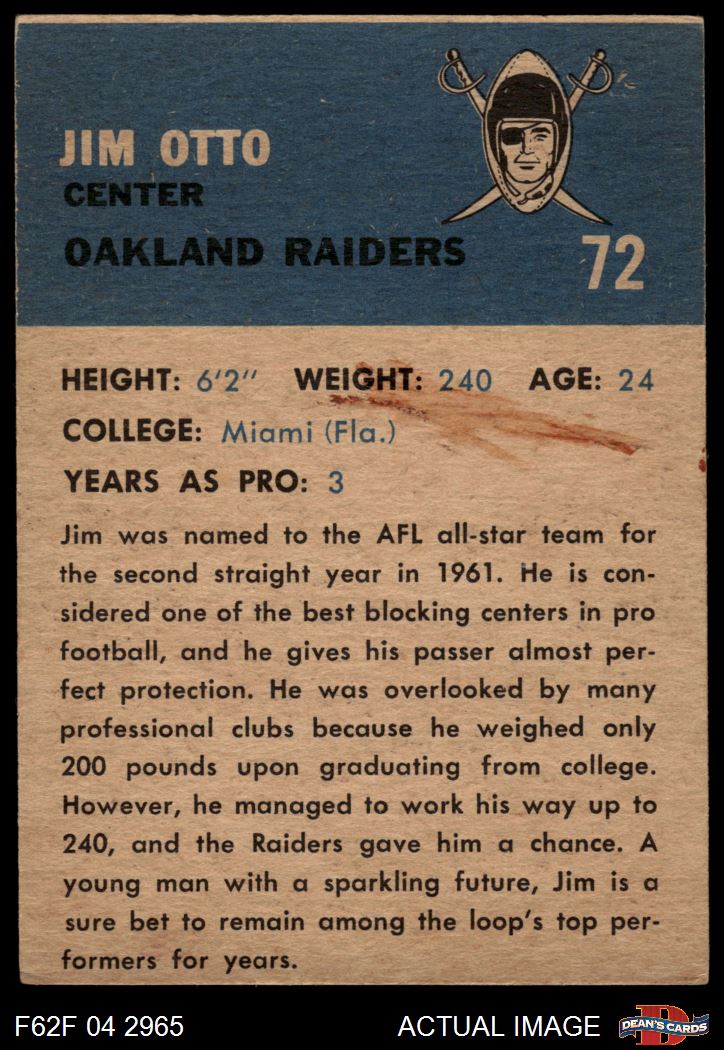 JIM OTTO
CENTER
OAKLAND RAIDERS
72
HEIGHT: 6'2" WEIGHT: 240 AGE: 24
COLLEGE: Miami (Fla.)
YEARS AS PRO: 3
Jim was named to the AFL all-star team for
the second straight year in 1961. He is con-
sidered one of the best blocking centers in pro
football, and he gives his passer almost per-
fect protection. He was overlooked by many
professional clubs because he weighed only
200 pounds upon graduating from college.
However, he managed to work his way up to
240, and the Raiders gave him a chance. A
young man with a sparkling future, Jim is a
sure bet to remain among the loop's top per-
formers for years.
F62F 04 2965
ACTUAL IMAGE
D
DEAN'S CARDS